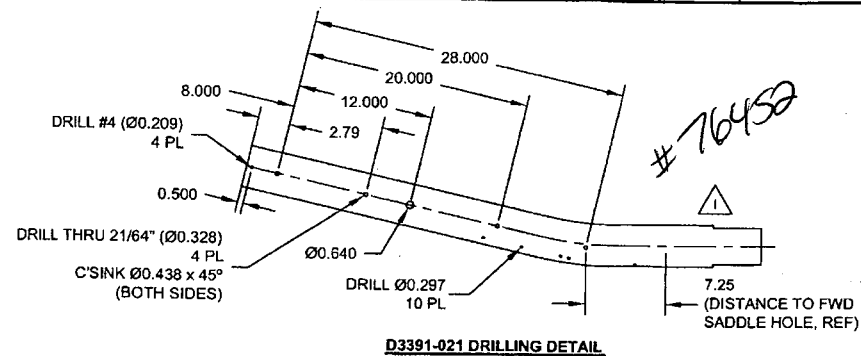 28.000
20.000
8.000
12.000
2.79
DRILL #4 (Ø0.209)
4 PL
# 76452
0.500
1
DRILL THRU 21/64" (Ø0.328)
4 PL
C'SINK Ø0.438 x 45°
(BOTH SIDES)
Ø0.640
DRILL Ø0.297
10 PL
7.25
(DISTANCE TO FWD
SADDLE HOLE, REF)
D3391-021 DRILLING DETAIL